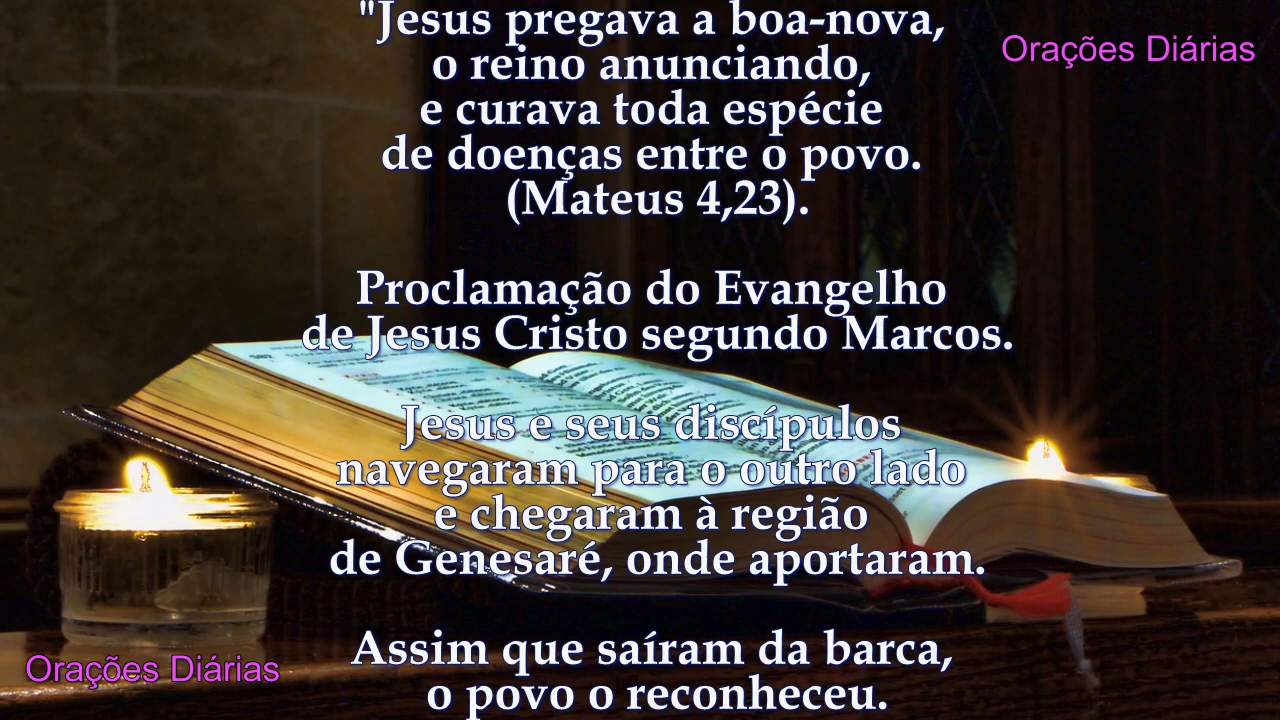 "Jesus pregava a boa-nova,
o reino anunciando,
e curava toda espécie
de doenças entre o povo.
(Mateus 4,23).
Orações Diárias
Proclamação do Evangelho
de Jesus Cristo segundo Marcos.
Jesus e seus discípulos
navegaram para o outro lado
e chegaram à região
de Genesaré, onde aportaram.
Assim que saíram da barca,
o povo o reconheceu.
Orações Diárias